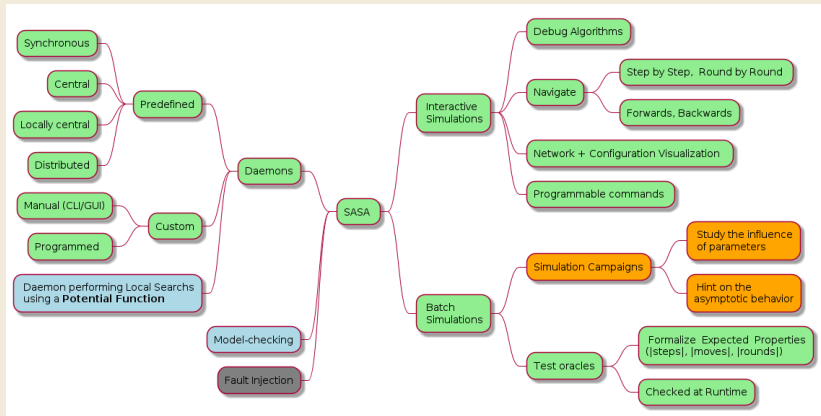 Synchronous
Central
Locally central
Distributed
Predefined
Manual (CLI/GUI)
Programmed
Custom
Daemon performing Local Searchs
using a Potential Function
Daemons
Model-checking
Fault Injection
SASA
Interactive
Simulations
Debug Algorithms
Navigate
Step by Step, Round by Round
Forwards, Backwards
Network + Configuration Visualization
Programmable commands
Batch
Simulations
Simulation Campaigns
Study the influence
of parameters
Hint on the
asymptotic behavior
Test oracles
Formalize Expected Properties
(|steps|, |moves|, |rounds|)
Checked at Runtime